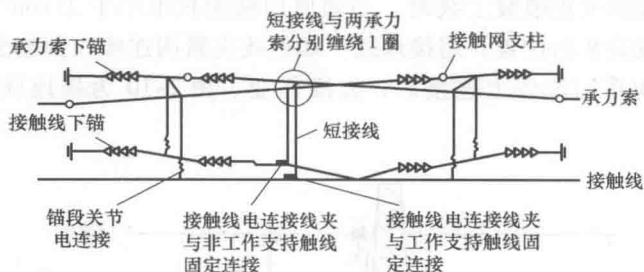 短接线与两承力
索分别缠绕1圈
接触网支柱
承力索下锚
承力索
接触线下锚
短接线
接触线
锚段关节
电连接
接触线电连接线夹
与非工作支持触线
固定连接
接触线电连接线夹
与工作支持触线固
定连接